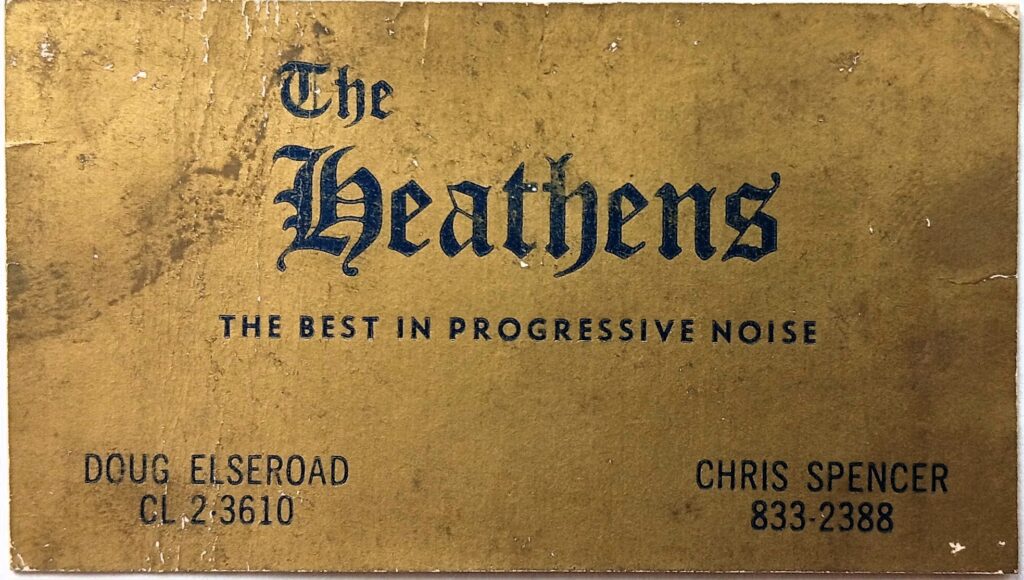 The
Heathens
THE BEST IN PROGRESSIVE NOISE
DOUG ELSEROAD
CL 2-3610
CHRIS SPENCER
833-2388